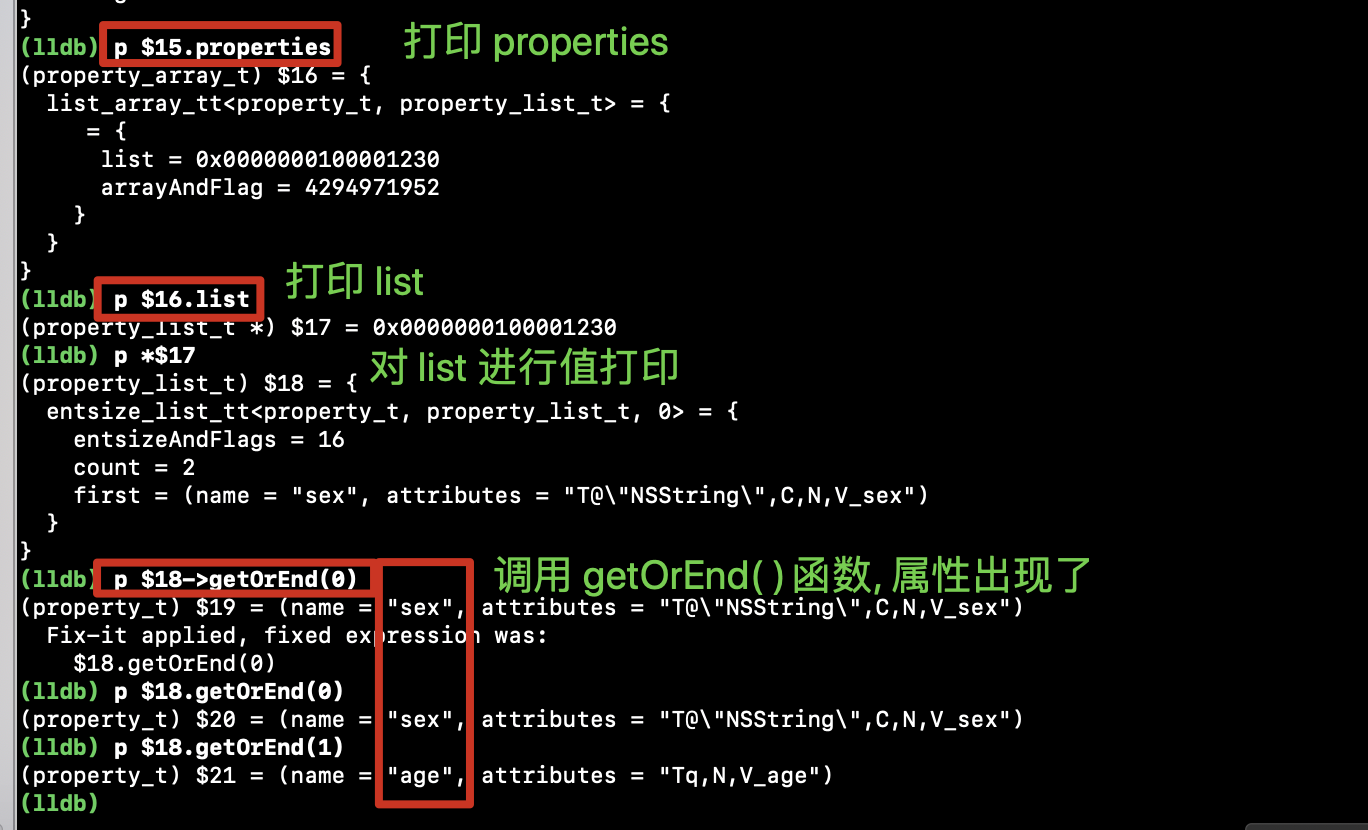 }
(lldb) p $15.properties 打印 properties
(property_array_t) $16 = {
list_array_tt<property_t, property_list_t> = {
= {
list = 0x0000000100001230
arrayAndFlag = 4294971952
}
}
}
(lldb) p $16.list 打印 list
(property_list_t *) $17 = 0x0000000100001230
(lldb) p *$17
对 list 进行值打印
(property_list_t) $18 = {
entsize_list_tt<property_t, property_list_t, 0> = {
entsizeAndFlags = 16
count = 2
first = (name = "sex", attributes = "T@\"NSString\",C,N,V_sex")
}
}
(lldb) p $18->getOrEnd(0) 调用 getOrEnd( ) 函数, 属性出现了
(property_t) $19 = (name = "sex", attributes = "T@\"NSString\",C,N,V_sex")
Fix-it applied, fixed expression was:
$18.getOrEnd(0)
(lldb) p $18.getOrEnd(0)
(property_t) $20 = (name = "sex", attributes = "T@\"NSString\",C,N,V_sex")
(lldb) p $18.getOrEnd(1)
(property_t) $21 = (name = "age", attributes = "Tq,N,V_age")
(lldb)